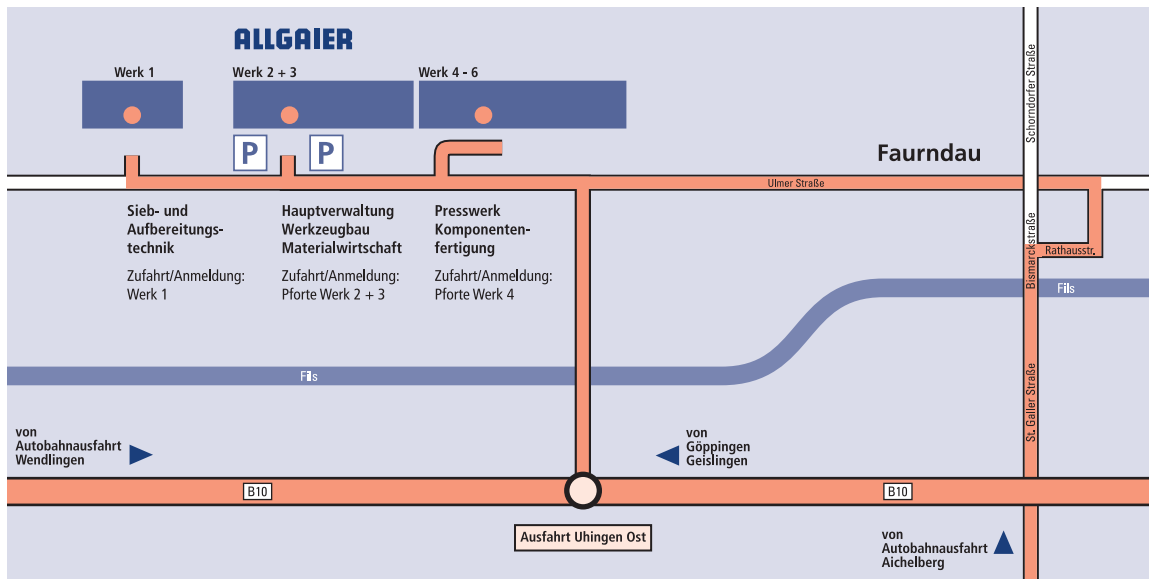 ALLGAIER
Werk 1
Werk 2 + 3
Werk 4 - 6
P
P
Schorndorfer Straße
Faurndau
Ulmer Straße
Sieb- und
Aufbereitungs-
technik
Zufahrt/Anmeldung:
Werk 1
Hauptverwaltung
Werkzeugbau
Materialwirtschaft
Zufahrt/Anmeldung:
Pforte Werk 2 + 3
Presswerk
Komponenten-
fertigung
Zufahrt/Anmeldung:
Pforte Werk 4
Bismarckstraße
Rathausstr.
Fils
Fils
St. Galler Straße
von
Autobahnausfahrt
Wendlingen
von
Göppingen
Geislingen
B10
B10
Ausfahrt Uhingen Ost
von
Autobahnausfahrt
Aichelberg